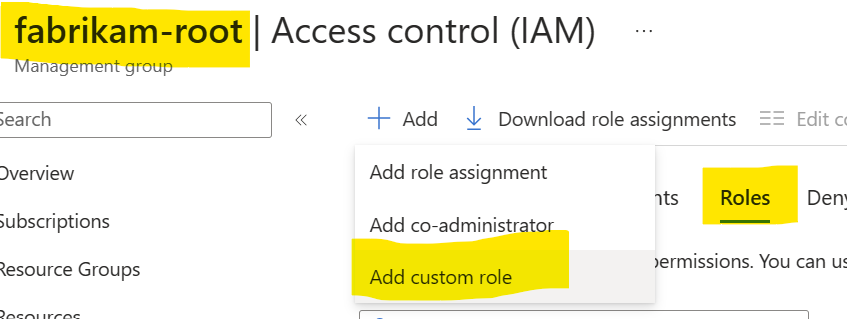 fabrikam-root | Access control (IAM) ...
Management group
Search
«
+ Add
Download role assignments
Edit co
Overview
Add role assignment
nts
Roles
Deny
Subscriptions
Add co-administrator
Resource Groups
Add custom role
permissions. You can us
Resources